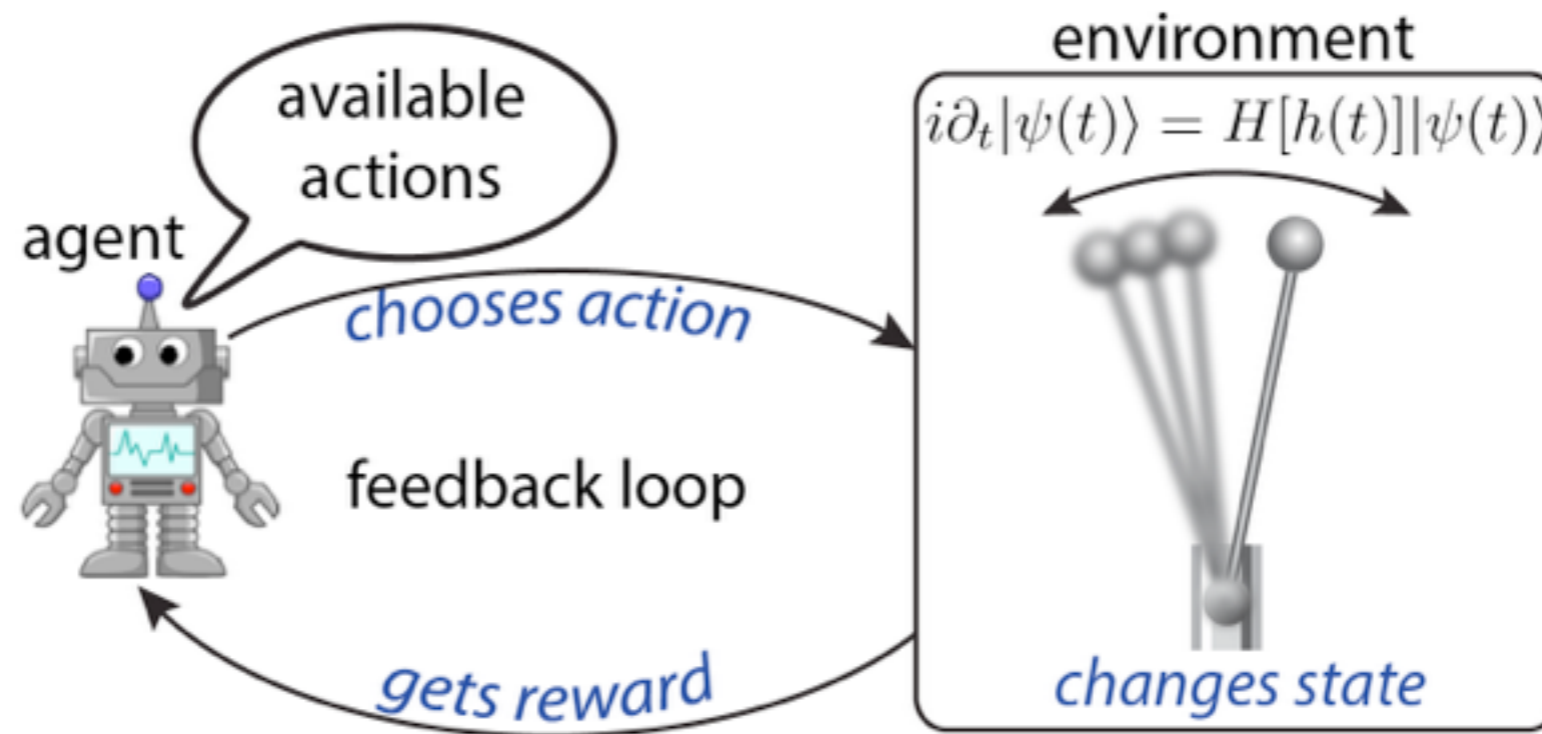 environment
available
actions
i∂ₜ|ψ(t)⟩ = H[h(t)]|ψ(t)⟩
agent
chooses action
feedback loop
gets reward
changes state